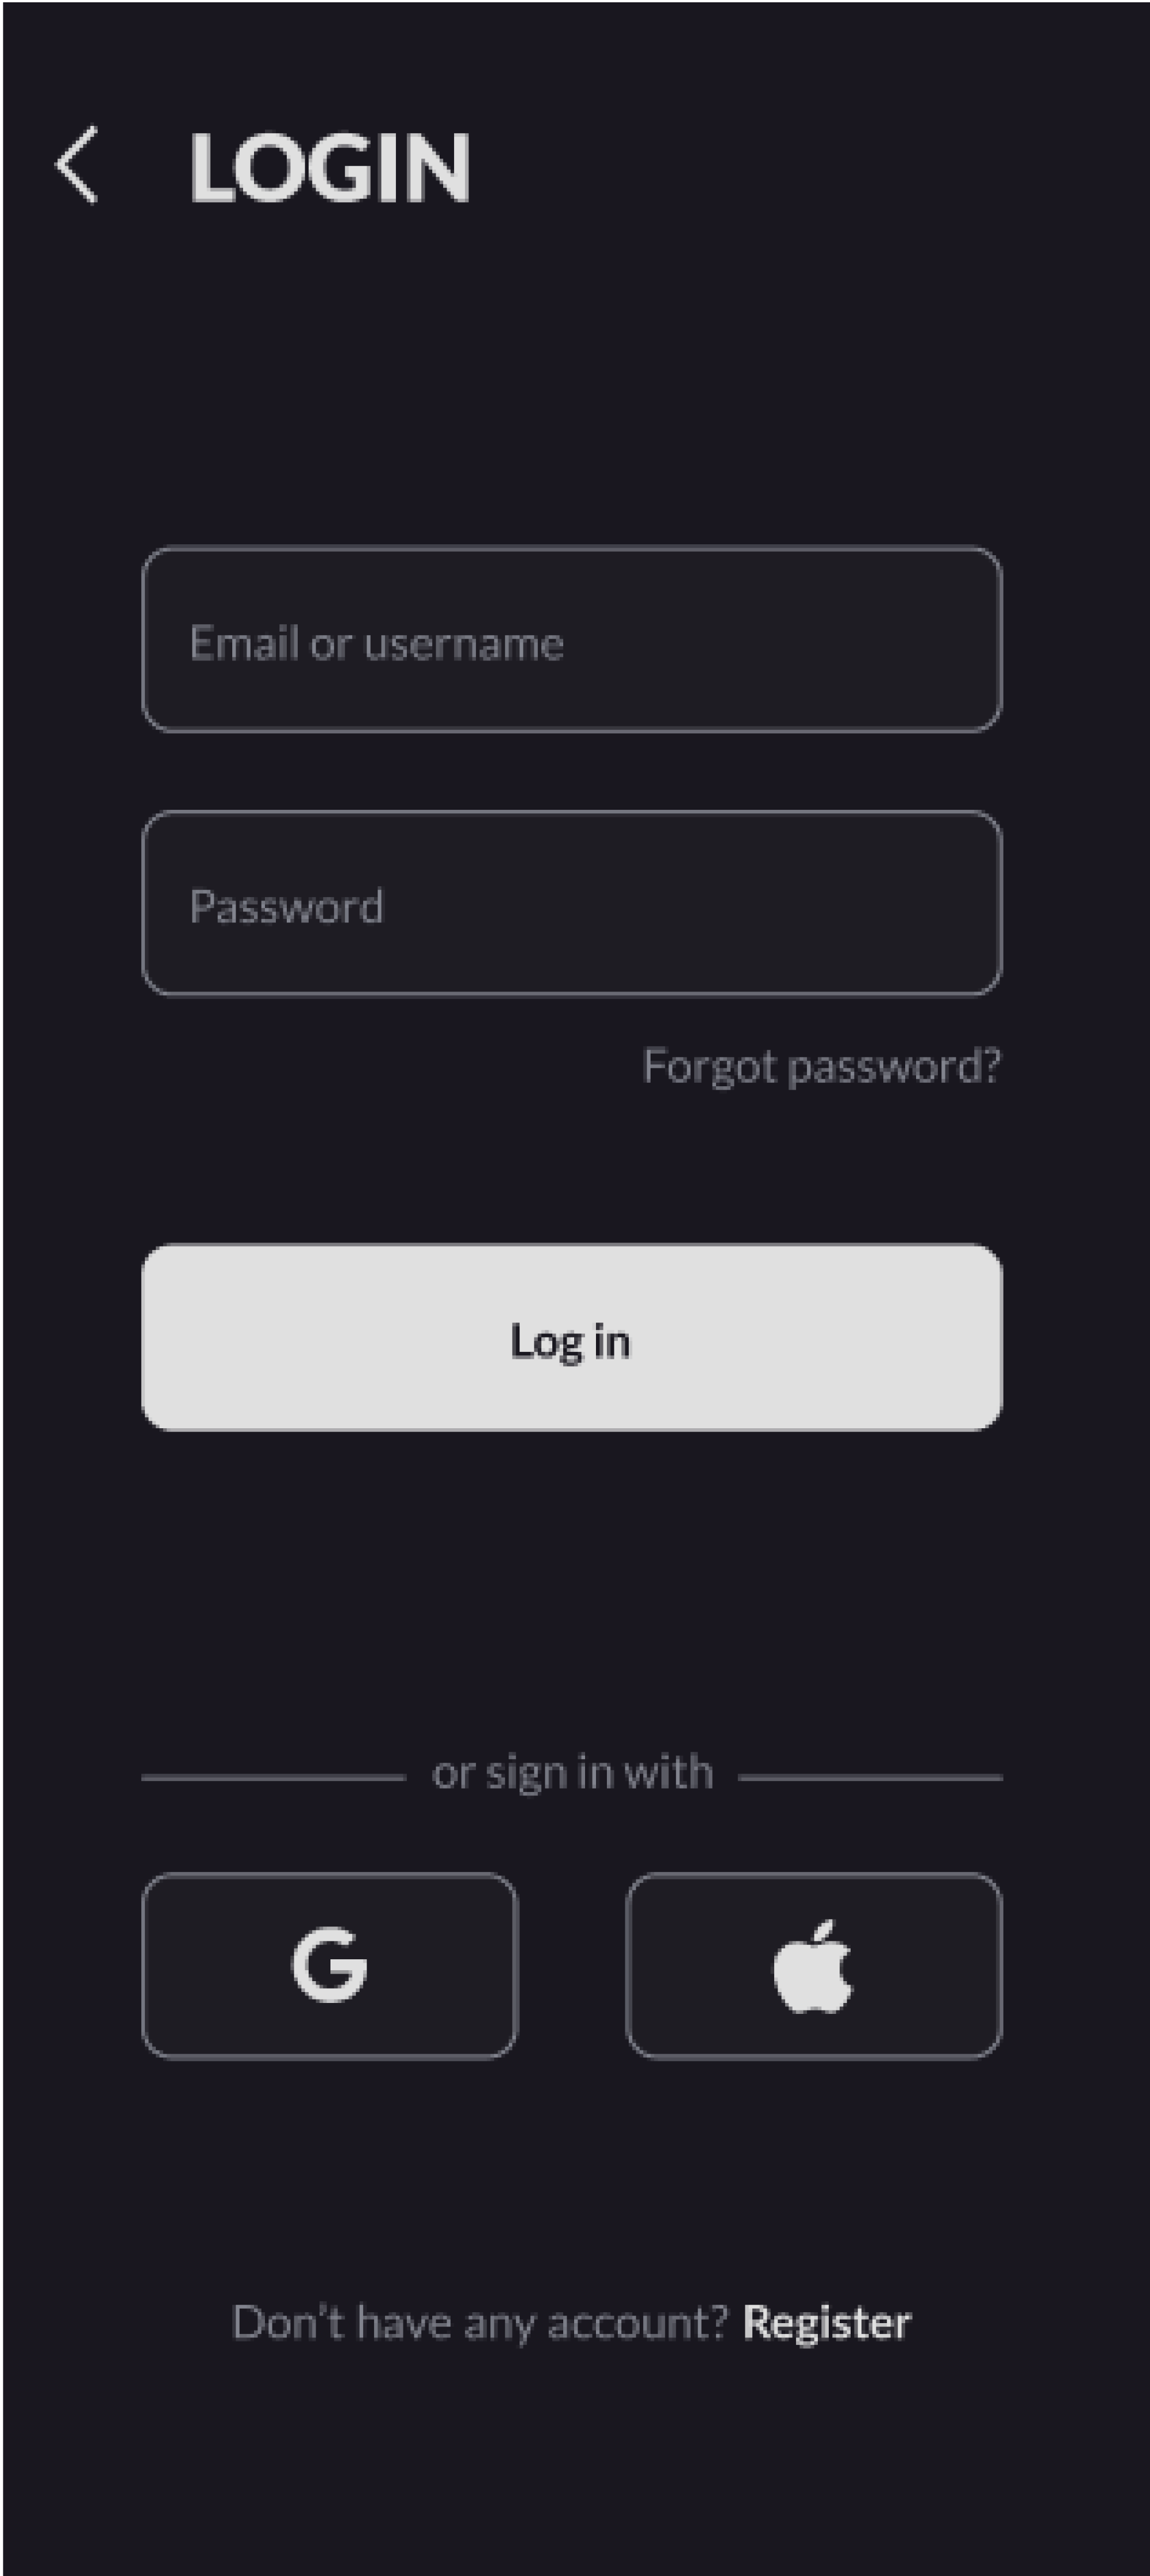 LOGIN
Email or username
Password
Forgot password?
Log in
or sign in with
G
Don't have any account? Register